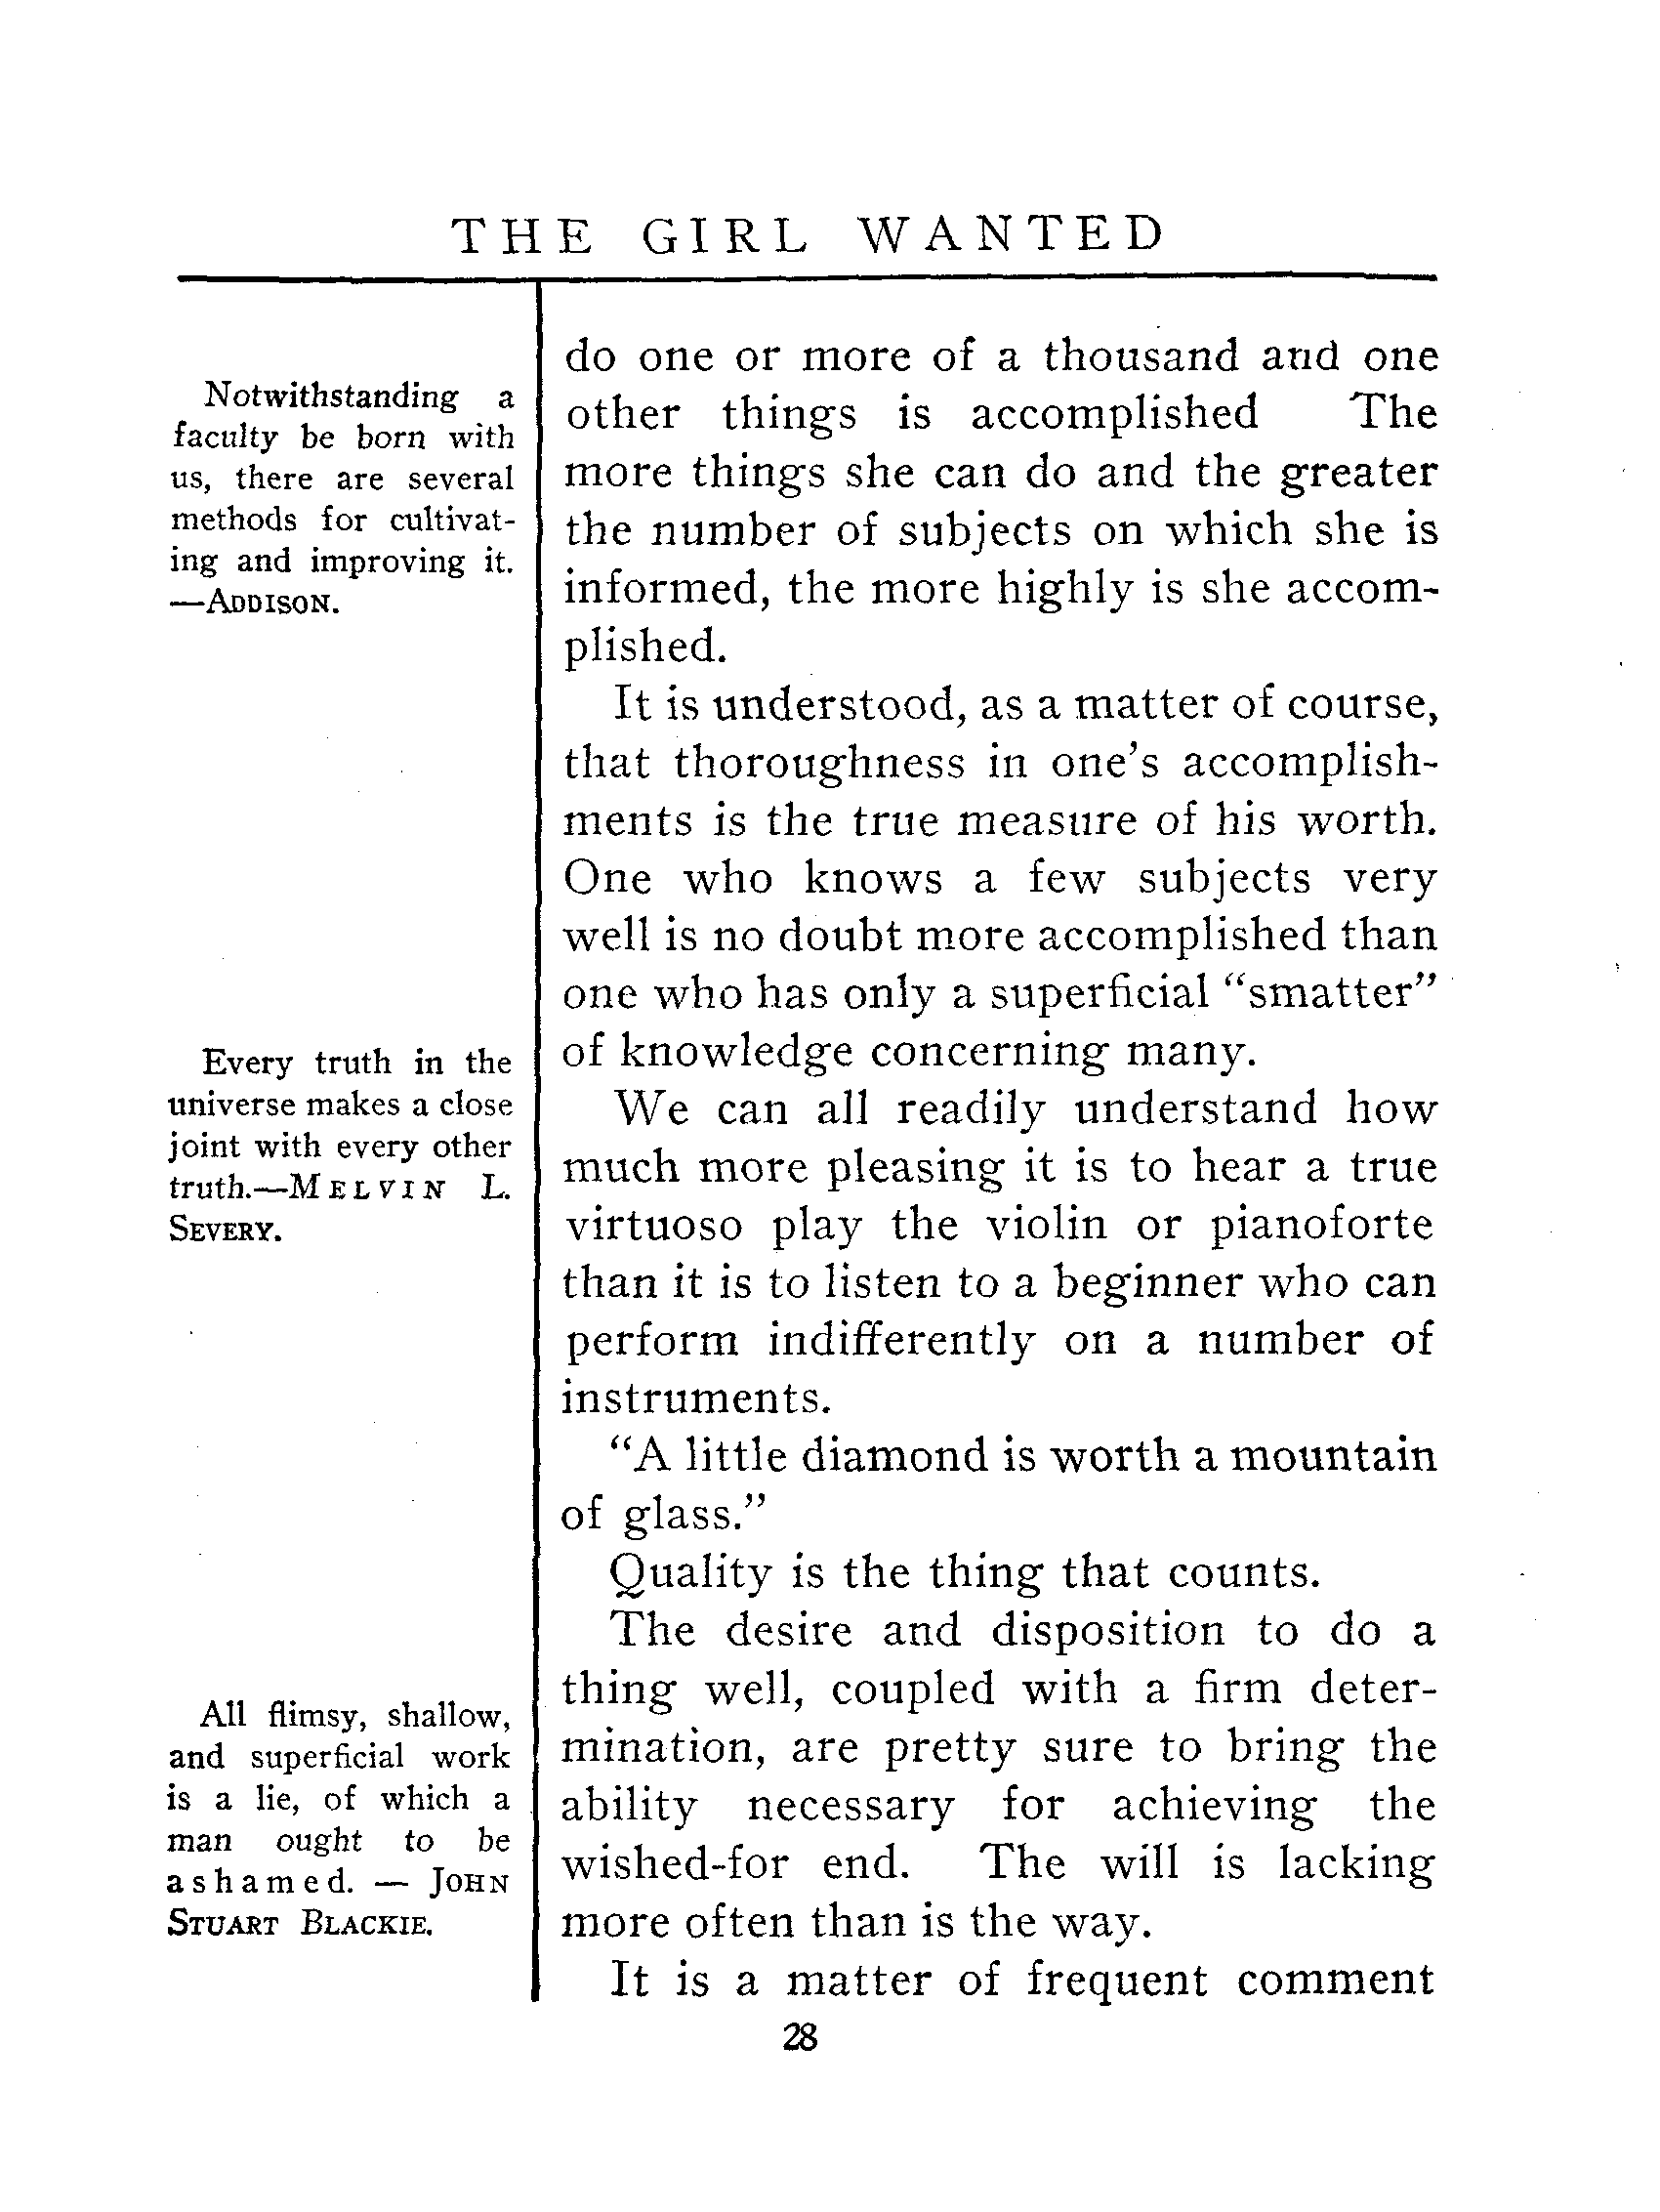 THE GIRL WANTED
Notwithstanding a
faculty be born with
us, there are several
methods for cultivat-
ing and improving it.
—ADDISON.
Every truth in the
universe makes a close
joint with every other
truth.—MELVIN L.
SEVERY.
All flimsy, shallow,
and superficial work
is a lie, of which a
man ought to be
ashamed. — JOHN
STUART BLACKIE.
do one or more of a thousand and one
other things is accomplished The
more things she can do and the greater
the number of subjects on which she is
informed, the more highly is she accom-
plished.
It is understood, as a matter of course,
that thoroughness in one's accomplish-
ments is the true measure of his worth.
One who knows a few subjects very
well is no doubt more accomplished than
one who has only a superficial “smatter”
of knowledge concerning many.
We can all readily understand how
much more pleasing it is to hear a true
virtuoso play the violin or pianoforte
than it is to listen to a beginner who can
perform indifferently on a number of
instruments.
“A little diamond is worth a mountain
of glass.”
Quality is the thing that counts.
The desire and disposition to do a
thing well, coupled with a firm deter-
mination, are pretty sure to bring the
ability necessary for achieving the
wished-for end. The will is lacking
more often than is the way.
It is a matter of frequent comment
28